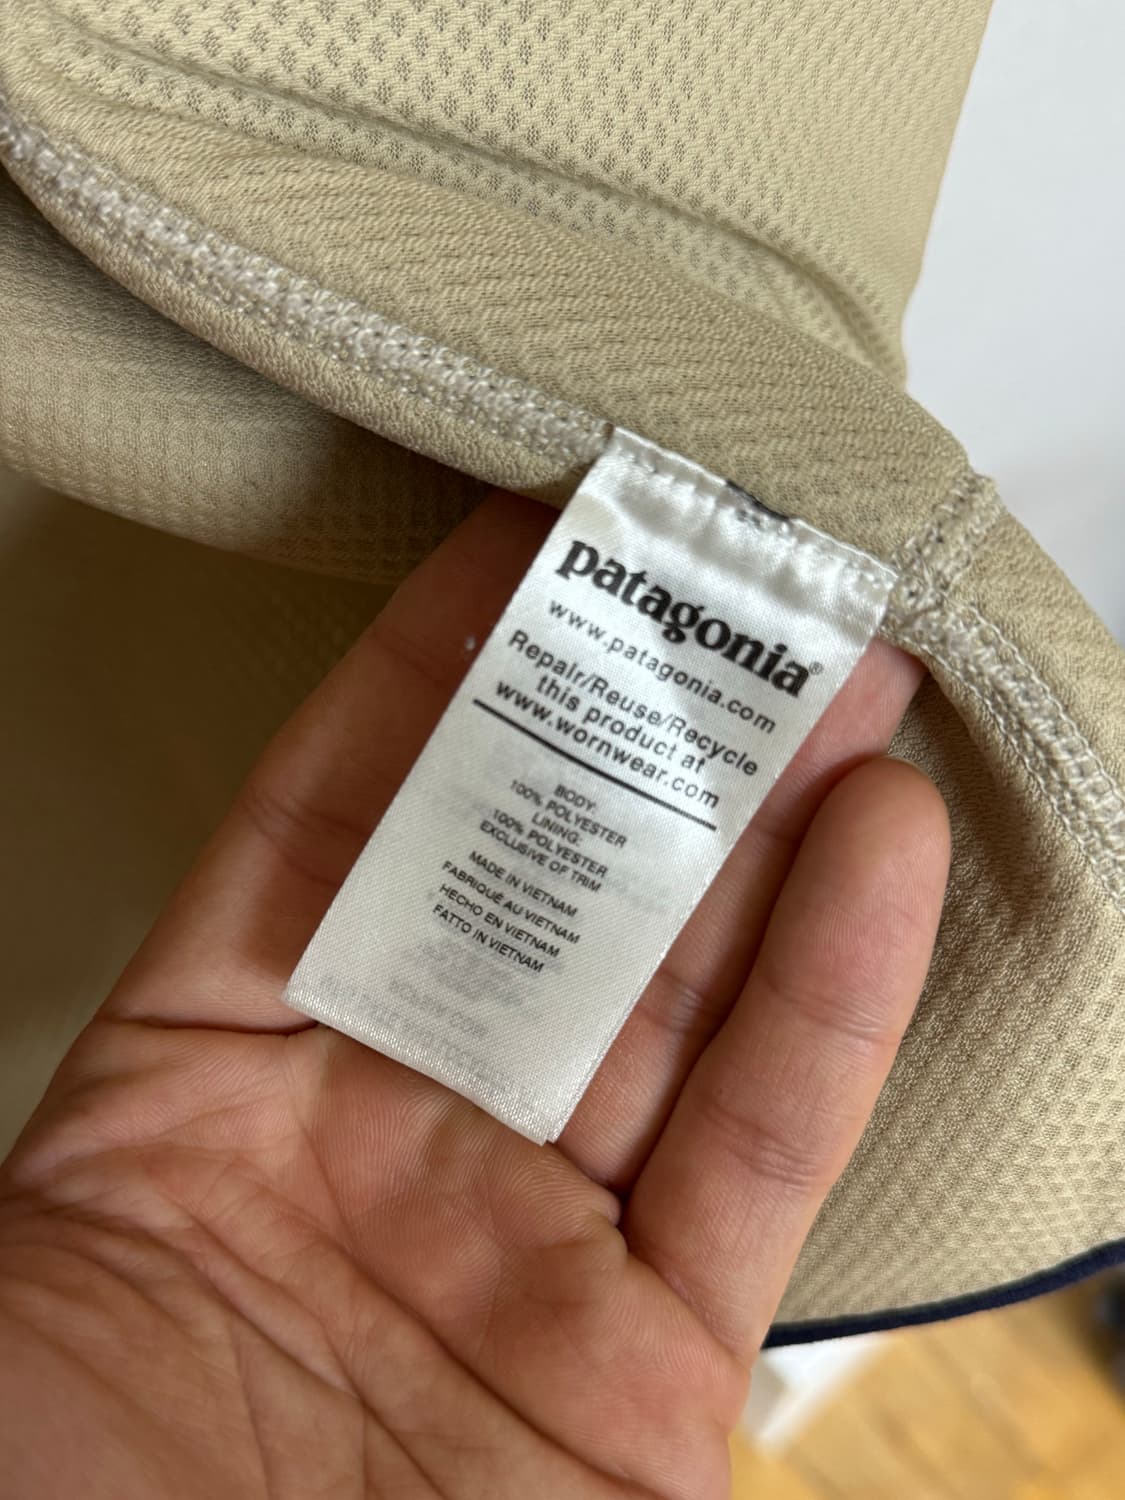 patagonia®
www.patagonia.com
Repair/Reuse/Recycle
this product at
www.wornwear.com
BODY:
100% POLYESTER
LINING:
100% POLYESTER
EXCLUSIVE OF TRIM
MADE IN VIETNAM
FABRIQUÉ AU VIETNAM
HECHO EN VIETNAM
FATTO IN VIETNAM